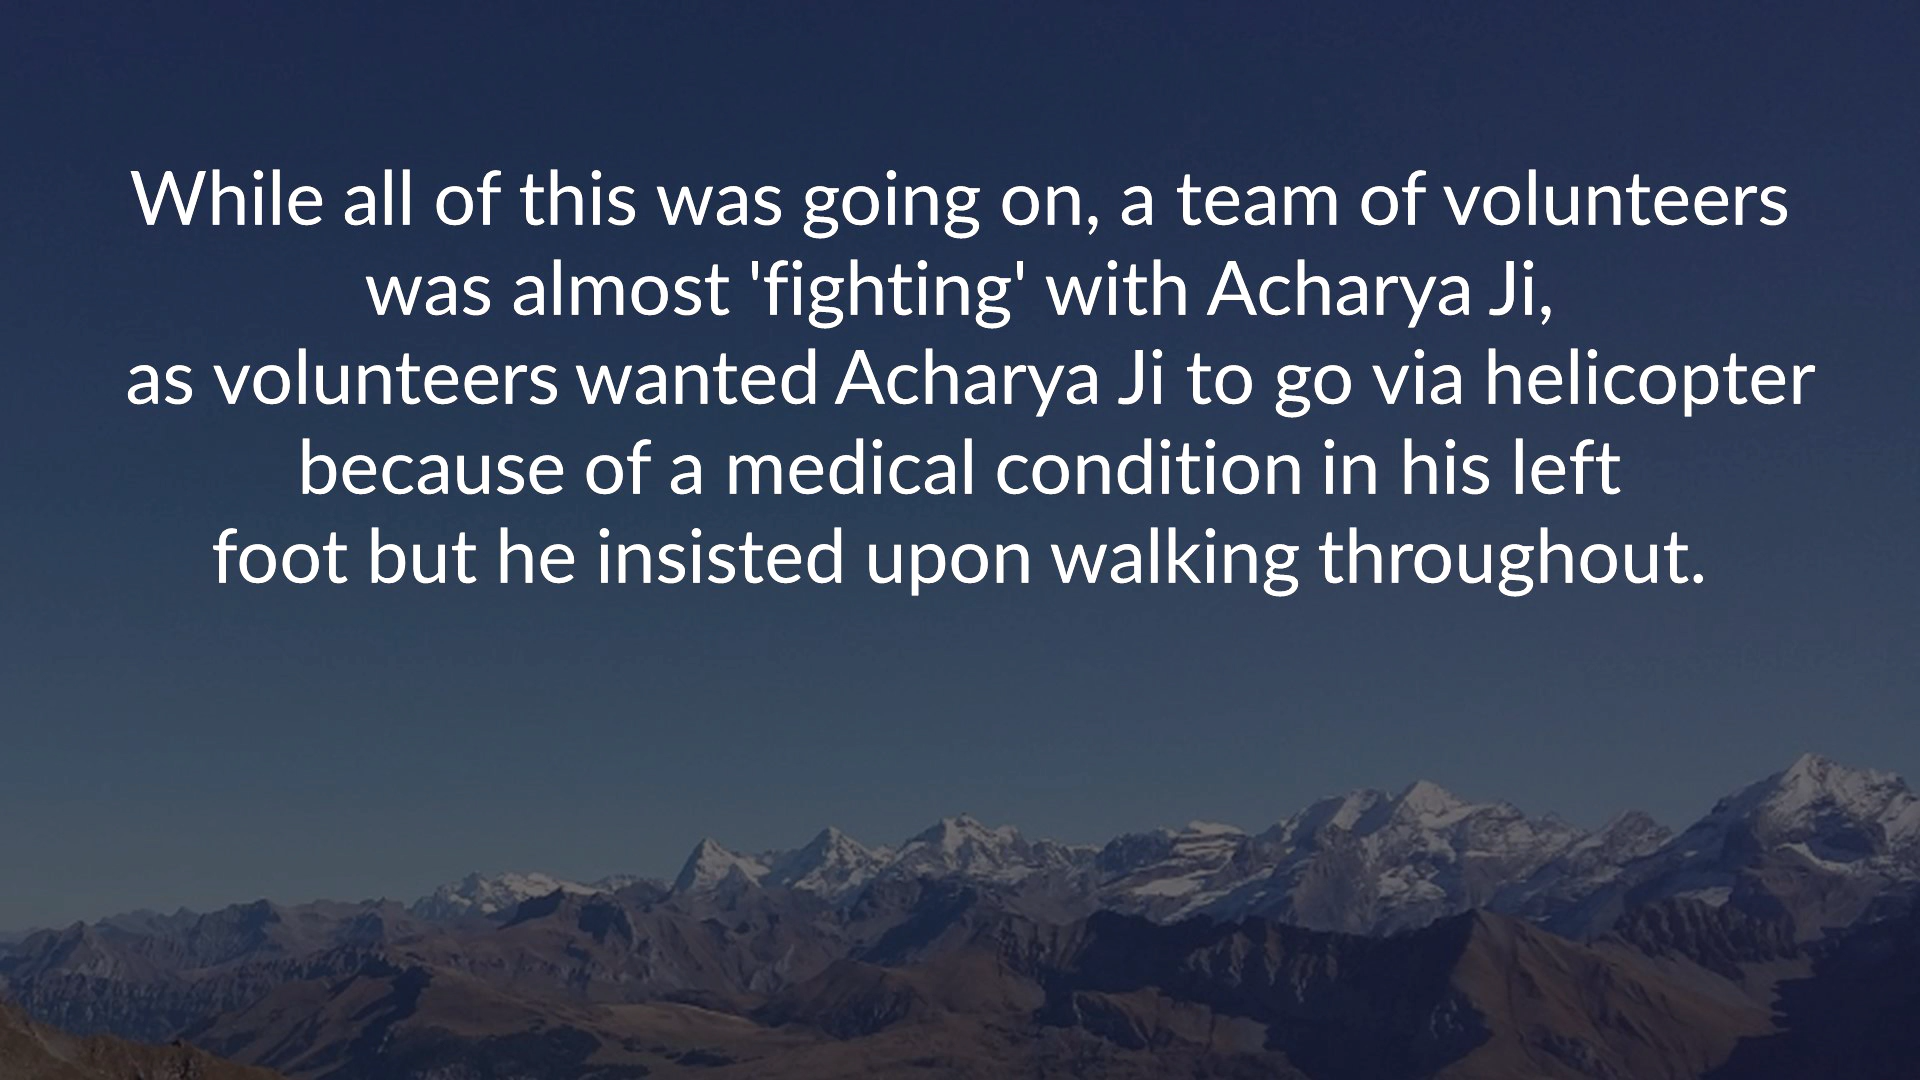 While all of this was going on, a team of volunteers
was almost 'fighting' with Acharya Ji,
as volunteers wanted Acharya Ji to go via helicopter
because of a medical condition in his left
foot but he insisted upon walking throughout.